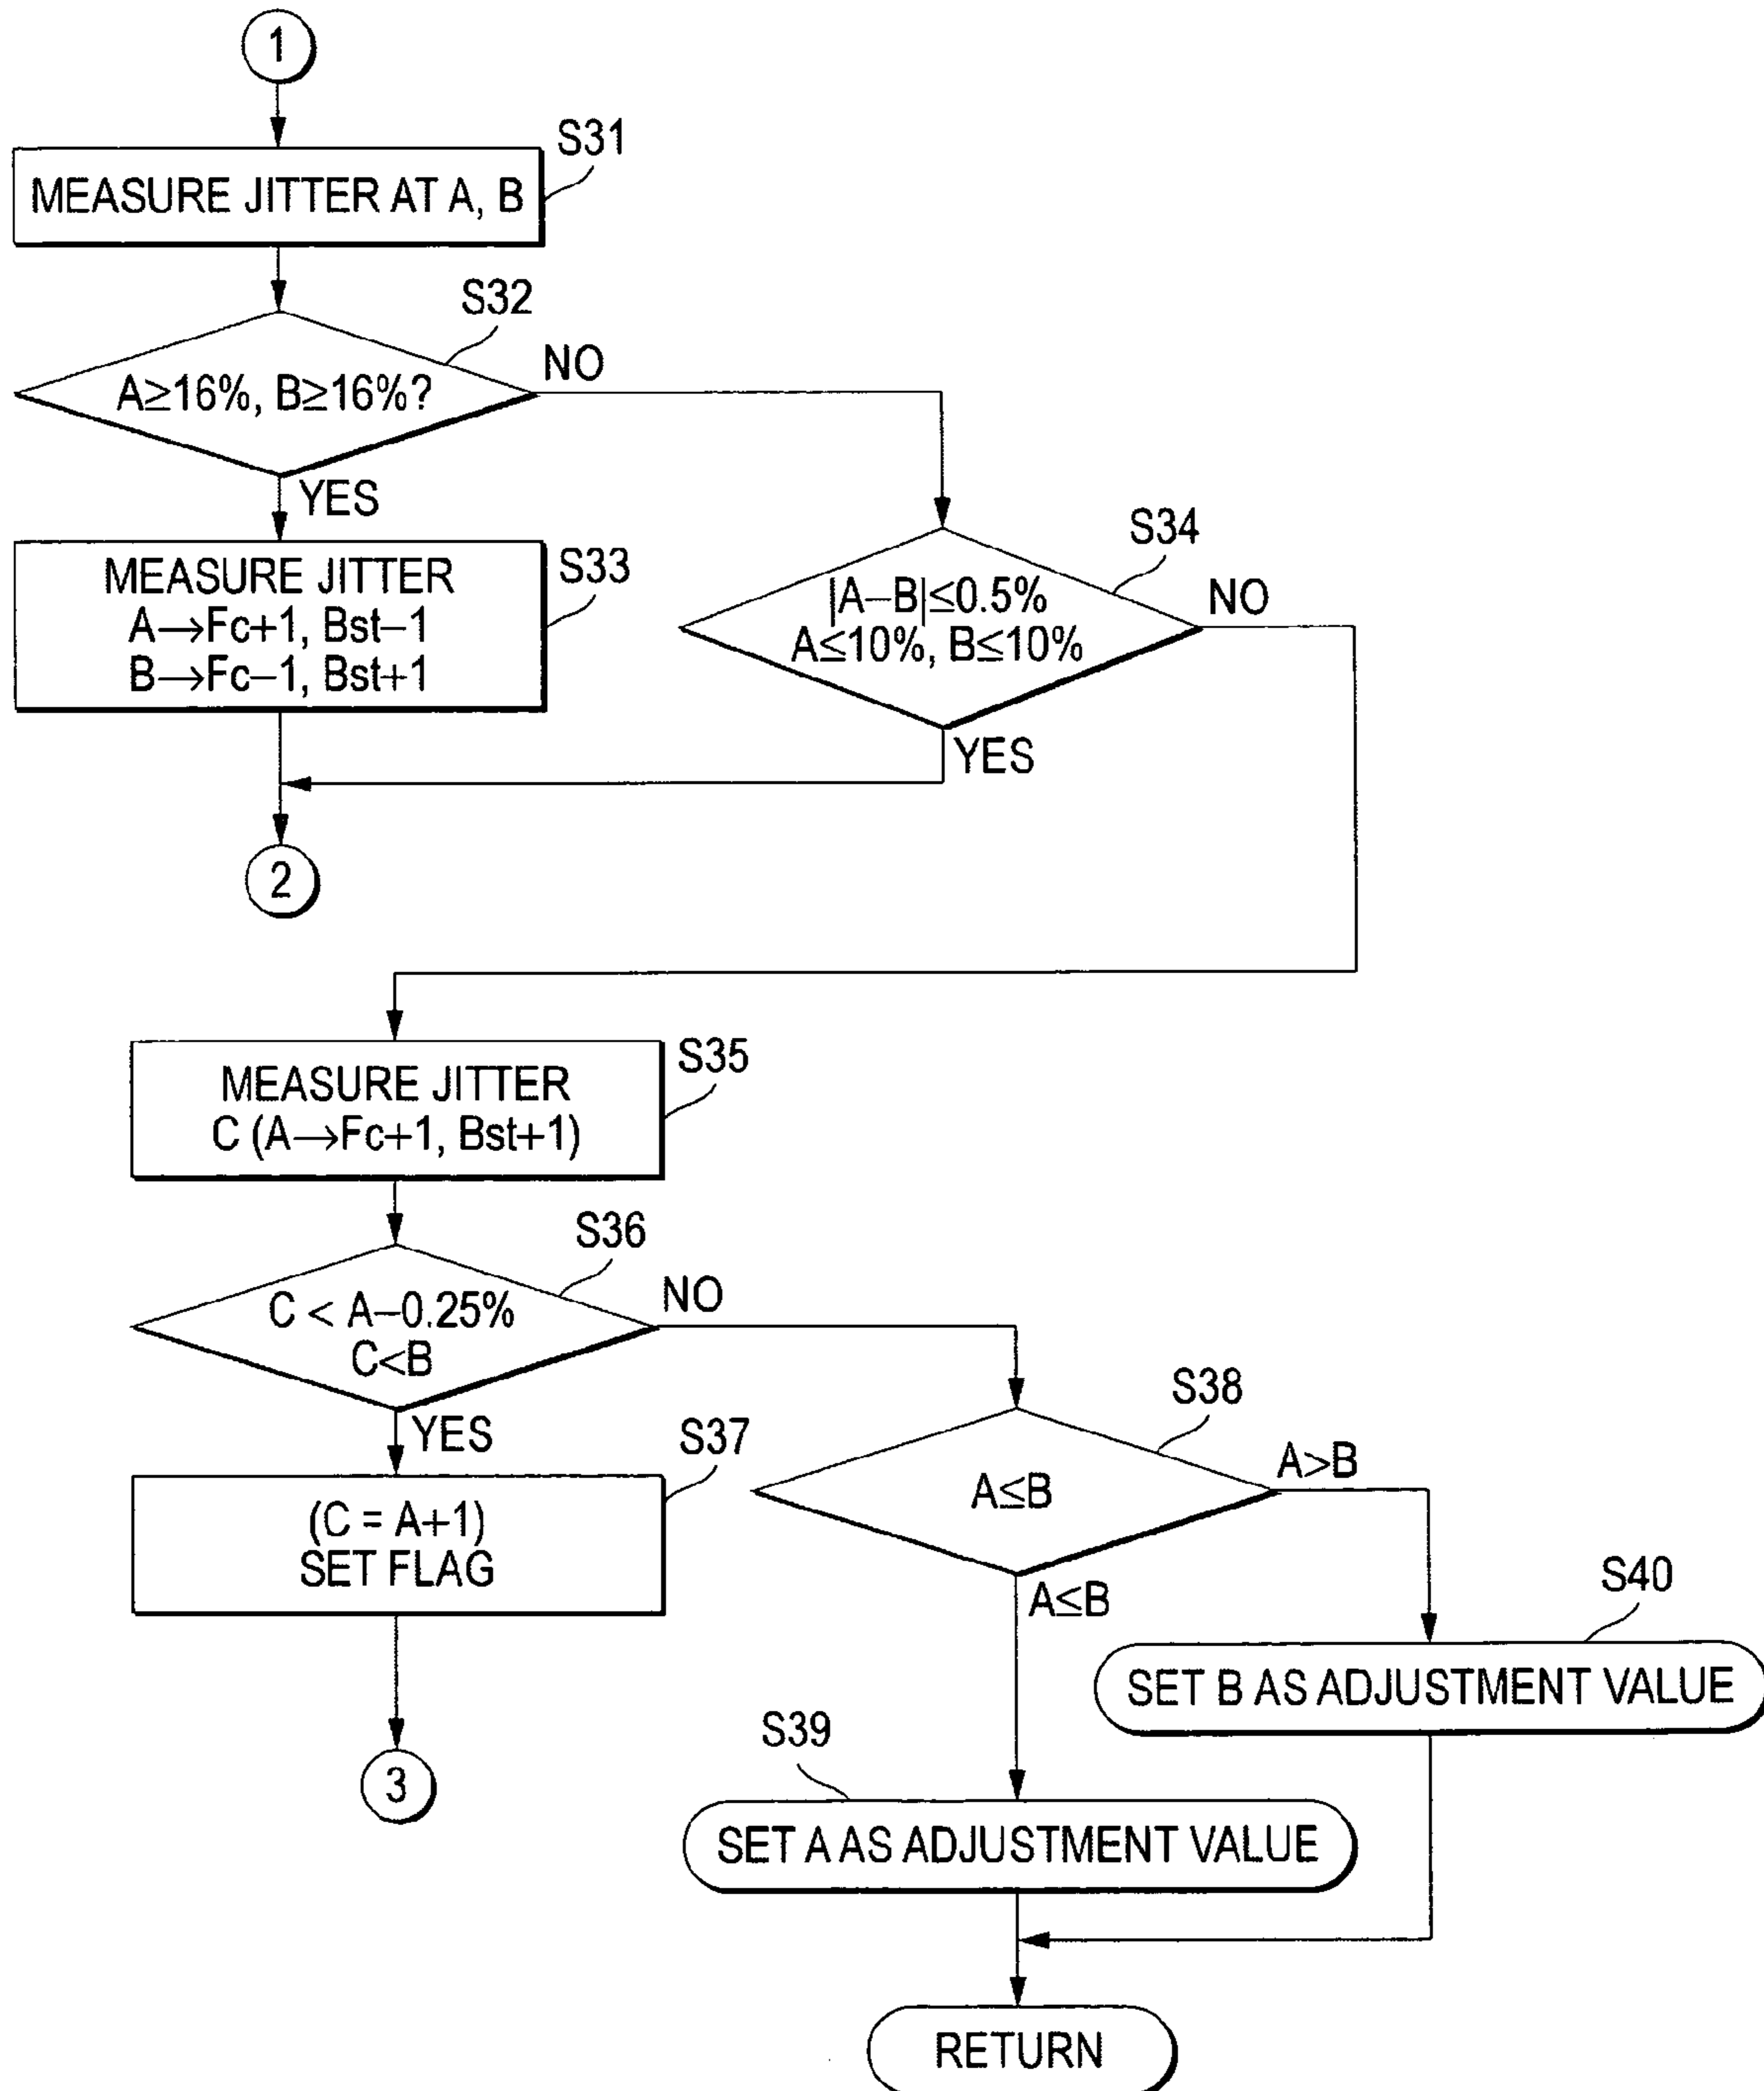 1
S31
MEASURE JITTER AT A, B
S32
A≥16%, B≥16%?
NO
YES
S33
MEASURE JITTER
A→Fc+1, Bst−1
B→Fc−1, Bst+1
S34
|A−B|≤0.5%
A≤10%, B≤10%
NO
YES
2
S35
MEASURE JITTER
C (A→Fc+1, Bst+1)
S36
C < A−0.25%
C<B
NO
YES
S37
(C = A+1)
SET FLAG
3
S38
A≤B
A>B
A≤B
S40
SET B AS ADJUSTMENT VALUE
S39
SET A AS ADJUSTMENT VALUE
RETURN